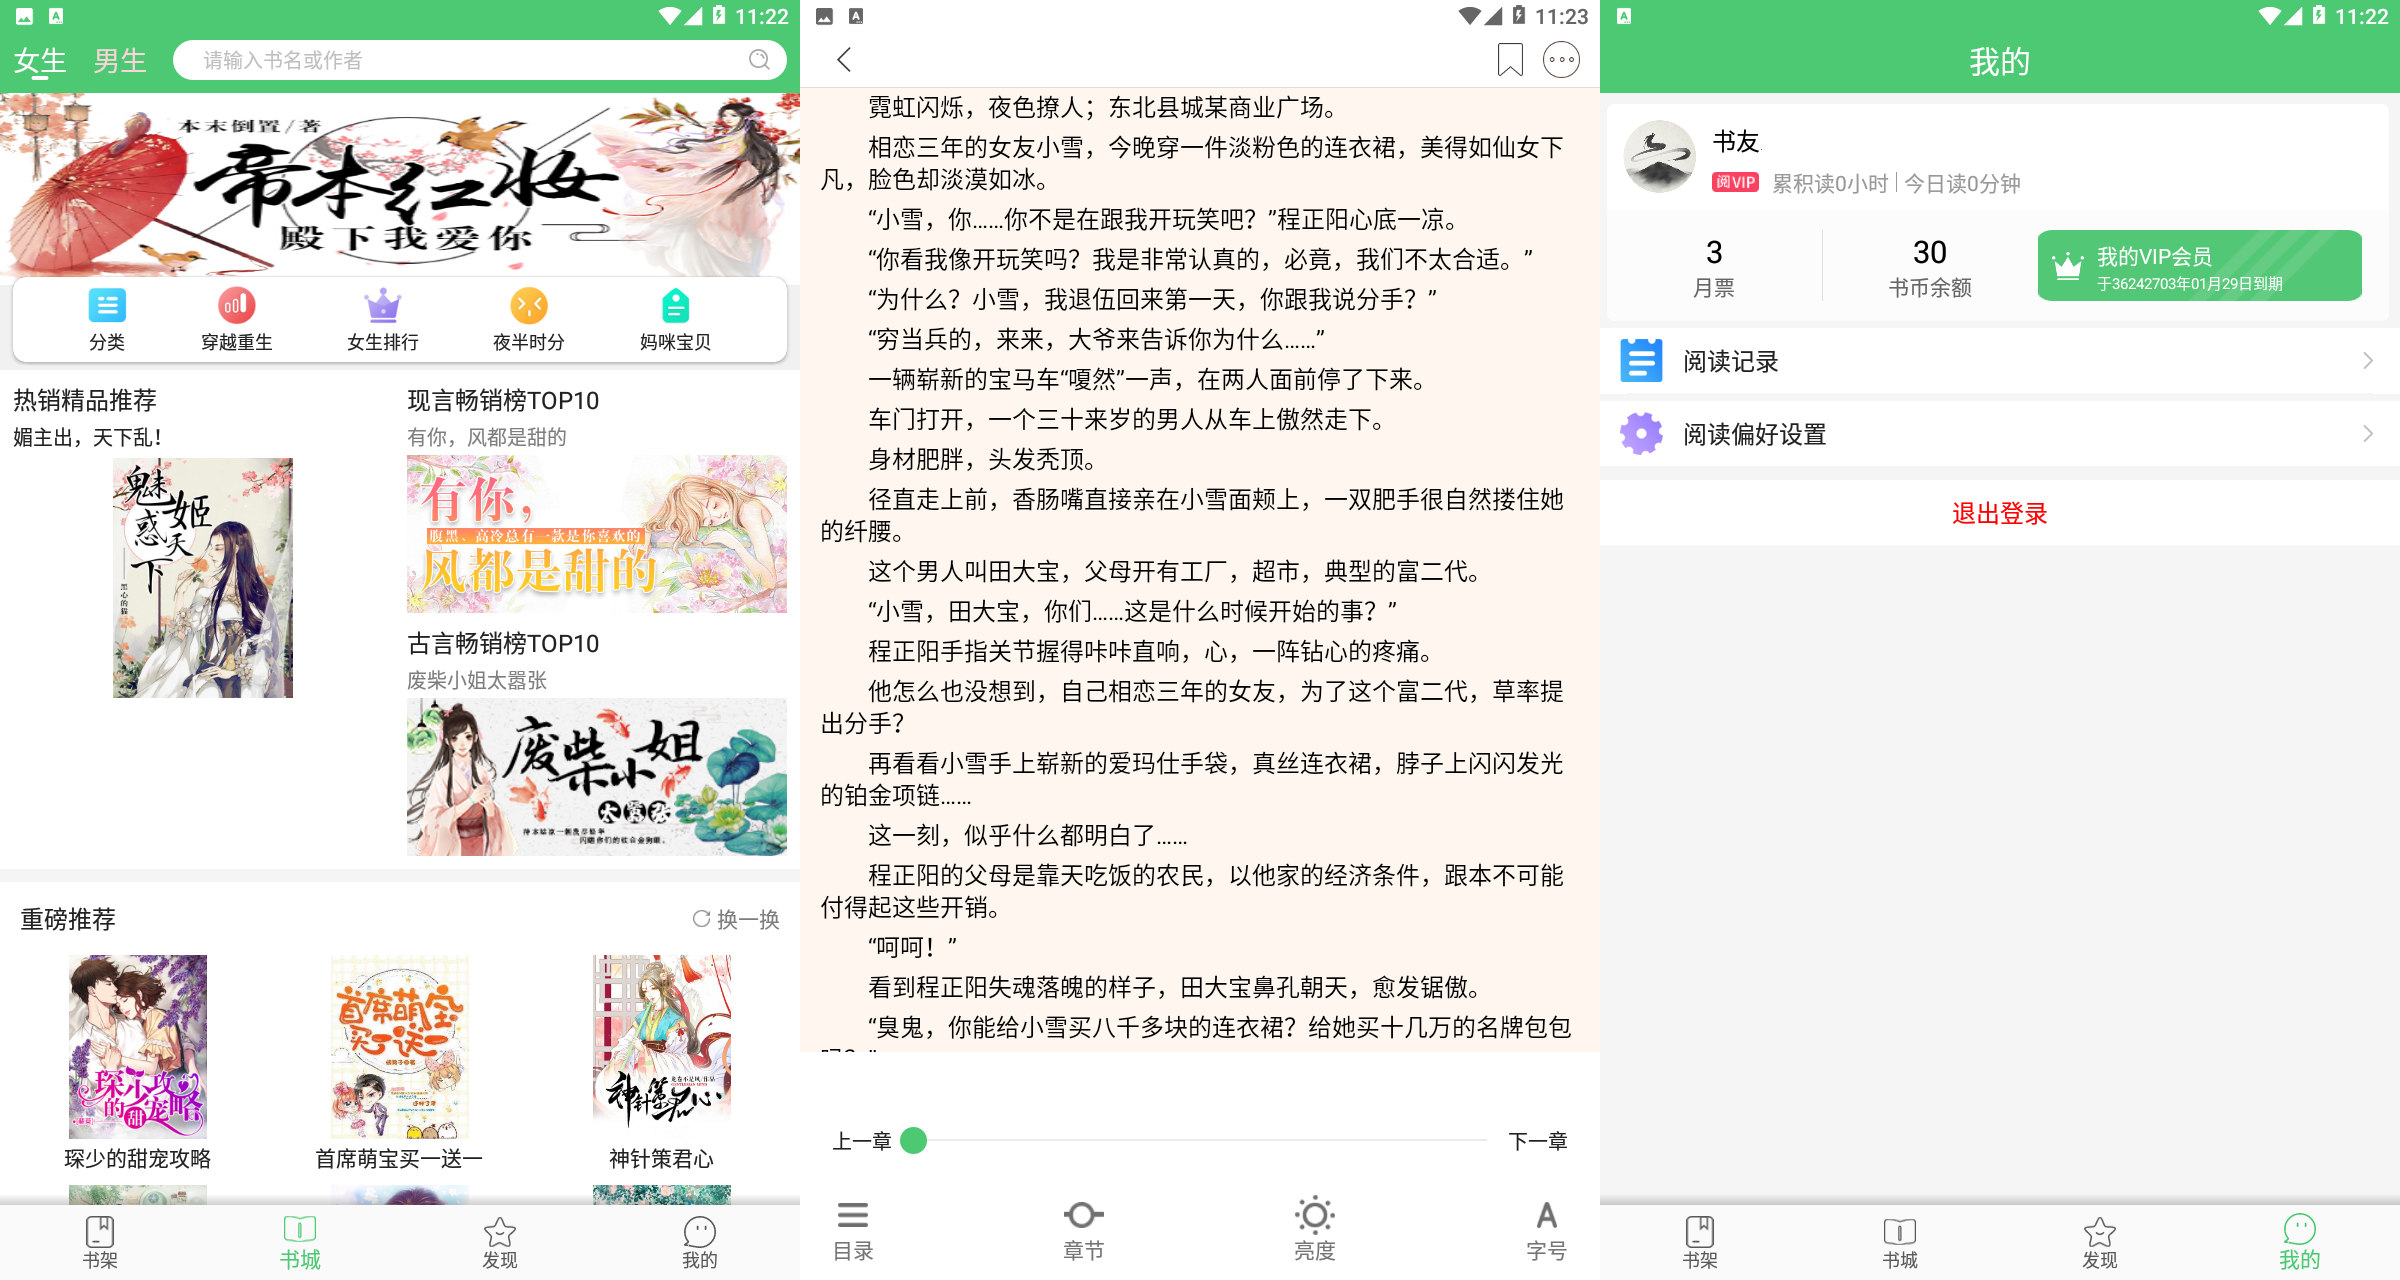 11:22
女生 男生 请输入书名或作者
本末倒置/著
帝本红妆
殿下我爱你
分类 穿越重生 女生排行 夜半时分 妈咪宝贝
热销精品推荐
媚主出，天下乱！
魅姬
惑天
下
黑心的猫
现言畅销榜TOP10
有你，风都是甜的
有你，
腹黑、高冷总有一款是你喜欢的
风都是甜的
古言畅销榜TOP10
废柴小姐太嚣张
废柴小姐
太嚣张
重磅推荐 换一换
琛少攻略
的甜宠
首席萌宝
买一送一
神针策君心
琛少的甜宠攻略 首席萌宝买一送一 神针策君心
书架 书城 发现 我的
11:23
霓虹闪烁，夜色撩人；东北县城某商业广场。
相恋三年的女友小雪，今晚穿一件淡粉色的连衣裙，美得如仙女下
凡，脸色却淡漠如冰。
“小雪，你……你不是在跟我开玩笑吧？”程正阳心底一凉。
“你看我像开玩笑吗？我是非常认真的，必竟，我们不太合适。”
“为什么？小雪，我退伍回来第一天，你跟我说分手？”
“穷当兵的，来来，大爷来告诉你为什么……”
一辆崭新的宝马车“嘎然”一声，在两人面前停了下来。
车门打开，一个三十来岁的男人从车上傲然走下。
身材肥胖，头发秃顶。
径直走上前，香肠嘴直接亲在小雪面颊上，一双肥手很自然搂住她
的纤腰。
这个男人叫田大宝，父母开有工厂，超市，典型的富二代。
“小雪，田大宝，你们……这是什么时候开始的事？”
程正阳手指关节握得咔咔直响，心，一阵钻心的疼痛。
他怎么也没想到，自己相恋三年的女友，为了这个富二代，草率提
出分手？
再看看小雪手上崭新的爱玛仕手袋，真丝连衣裙，脖子上闪闪发光
的铂金项链……
这一刻，似乎什么都明白了……
程正阳的父母是靠天吃饭的农民，以他家的经济条件，跟本不可能
付得起这些开销。
“呵呵！”
看到程正阳失魂落魄的样子，田大宝鼻孔朝天，愈发锯傲。
“臭鬼，你能给小雪买八千多块的连衣裙？给她买十几万的名牌包包
上一章 下一章
目录 章节 亮度 字号
11:22
我的
书友
阅VIP 累积读0小时 | 今日读0分钟
3 30
月票 书币余额
我的VIP会员
于36242703年01月29日到期
阅读记录
阅读偏好设置
退出登录
书架 书城 发现 我的